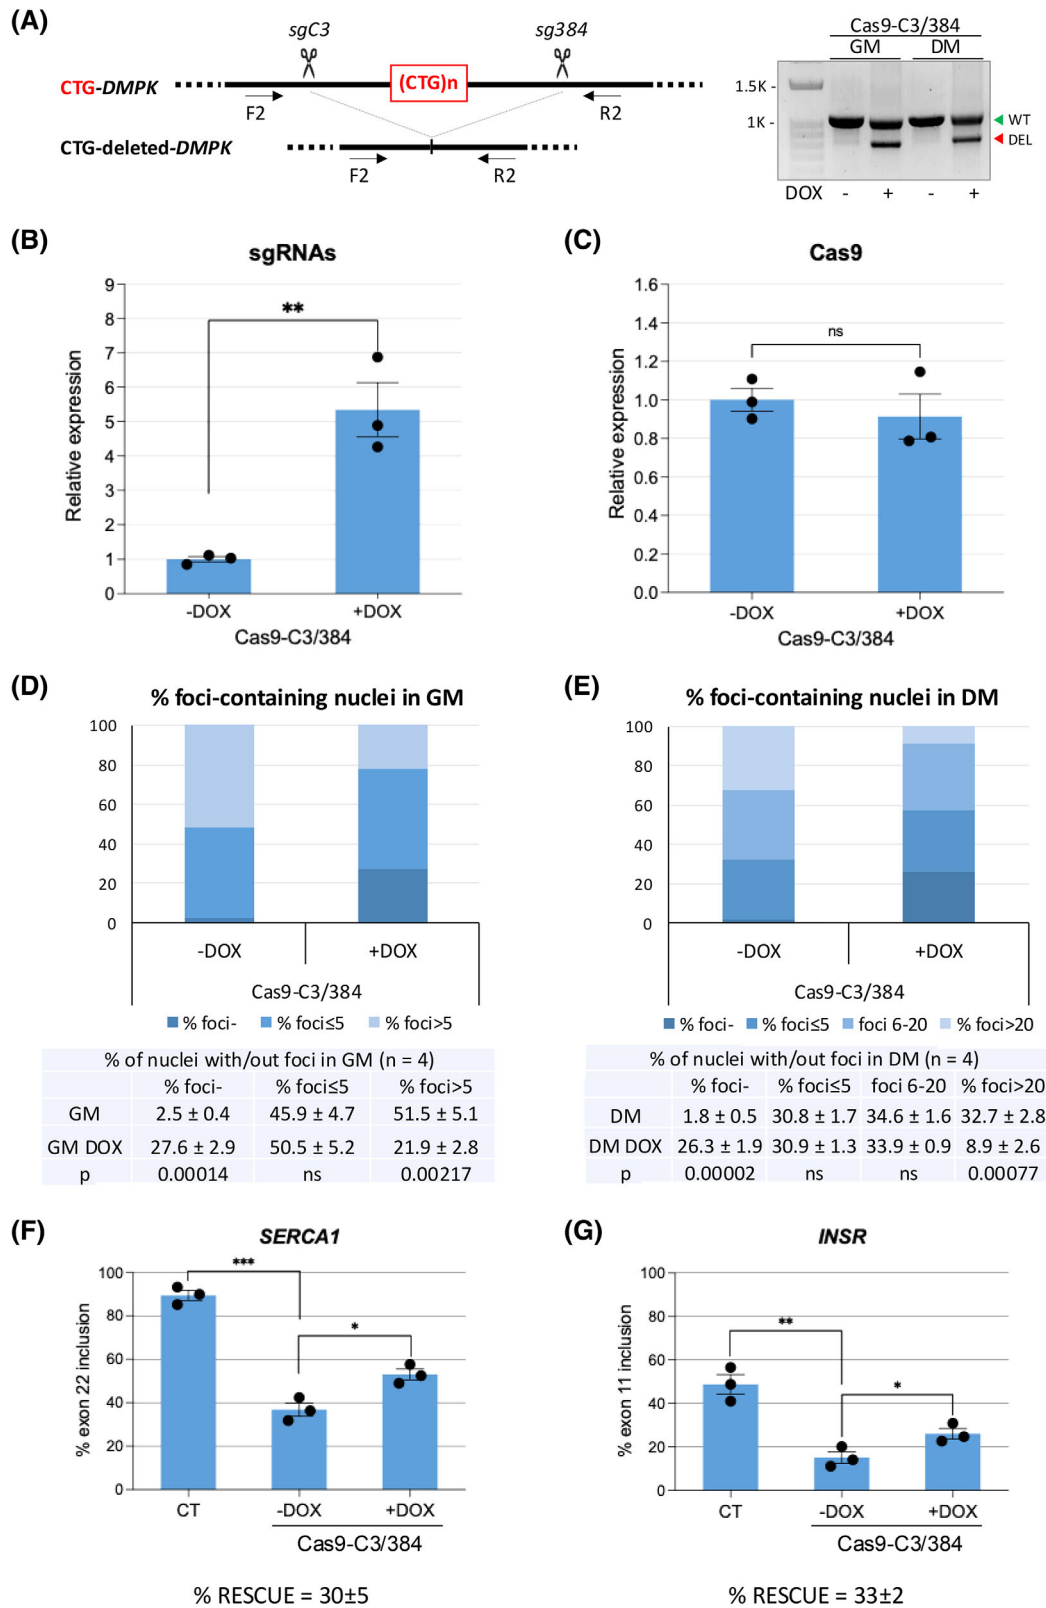 (A)
sgC3
sg384
CTG-DMPK
(CTG)n
F2
R2
CTG-deleted-DMPK
F2
R2
Cas9-C3/384
GM
DM
1.5K -
1K -
WT
DEL
DOX - + - +
(B)
sgRNAs
**
Relative expression
9
8
7
6
5
4
3
2
1
0
-DOX
+DOX
Cas9-C3/384
(C)
Cas9
ns
Relative expression
1.6
1.4
1.2
1.0
0.8
0.6
0.4
0.2
0.0
-DOX
+DOX
Cas9-C3/384
(D)
% foci-containing nuclei in GM
100
80
60
40
20
0
-DOX
+DOX
Cas9-C3/384
% foci- % foci≤5 % foci>5
% of nuclei with/out foci in GM (n = 4)
% foci- % foci≤5 % foci>5
GM 2.5 ± 0.4 45.9 ± 4.7 51.5 ± 5.1
GM DOX 27.6 ± 2.9 50.5 ± 5.2 21.9 ± 2.8
p 0.00014 ns 0.00217
(E)
% foci-containing nuclei in DM
100
80
60
40
20
0
-DOX
+DOX
Cas9-C3/384
% foci- % foci≤5 foci 6-20 % foci>20
% of nuclei with/out foci in DM (n = 4)
% foci- % foci≤5 foci 6-20 % foci>20
DM 1.8 ± 0.5 30.8 ± 1.7 34.6 ± 1.6 32.7 ± 2.8
DM DOX 26.3 ± 1.9 30.9 ± 1.3 33.9 ± 0.9 8.9 ± 2.6
p 0.00002 ns ns 0.00077
(F)
SERCA1
***
*
% exon 22 inclusion
100
80
60
40
20
0
CT
-DOX
+DOX
Cas9-C3/384
% RESCUE = 30±5
(G)
INSR
**
*
% exon 11 inclusion
100
80
60
40
20
0
CT
-DOX
+DOX
Cas9-C3/384
% RESCUE = 33±2